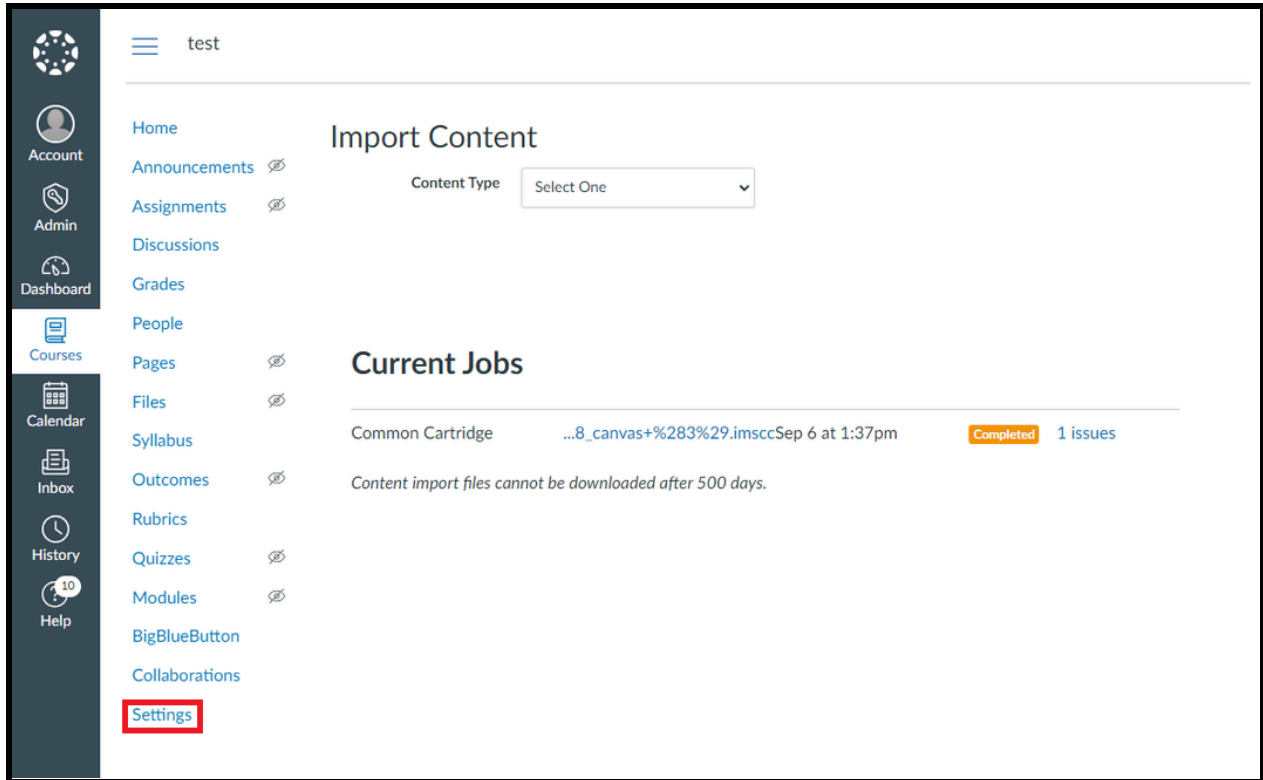 test
Account
Admin
Dashboard
Courses
Calendar
Inbox
History
10
Help
Home
Announcements
Assignments
Discussions
Grades
People
Pages
Files
Syllabus
Outcomes
Rubrics
Quizzes
Modules
BigBlueButton
Collaborations
Settings
Import Content
Content Type Select One
Current Jobs
Common Cartridge ...8_canvas+%283%29.imsccSep 6 at 1:37pm Completed 1 issues
Content import files cannot be downloaded after 500 days.